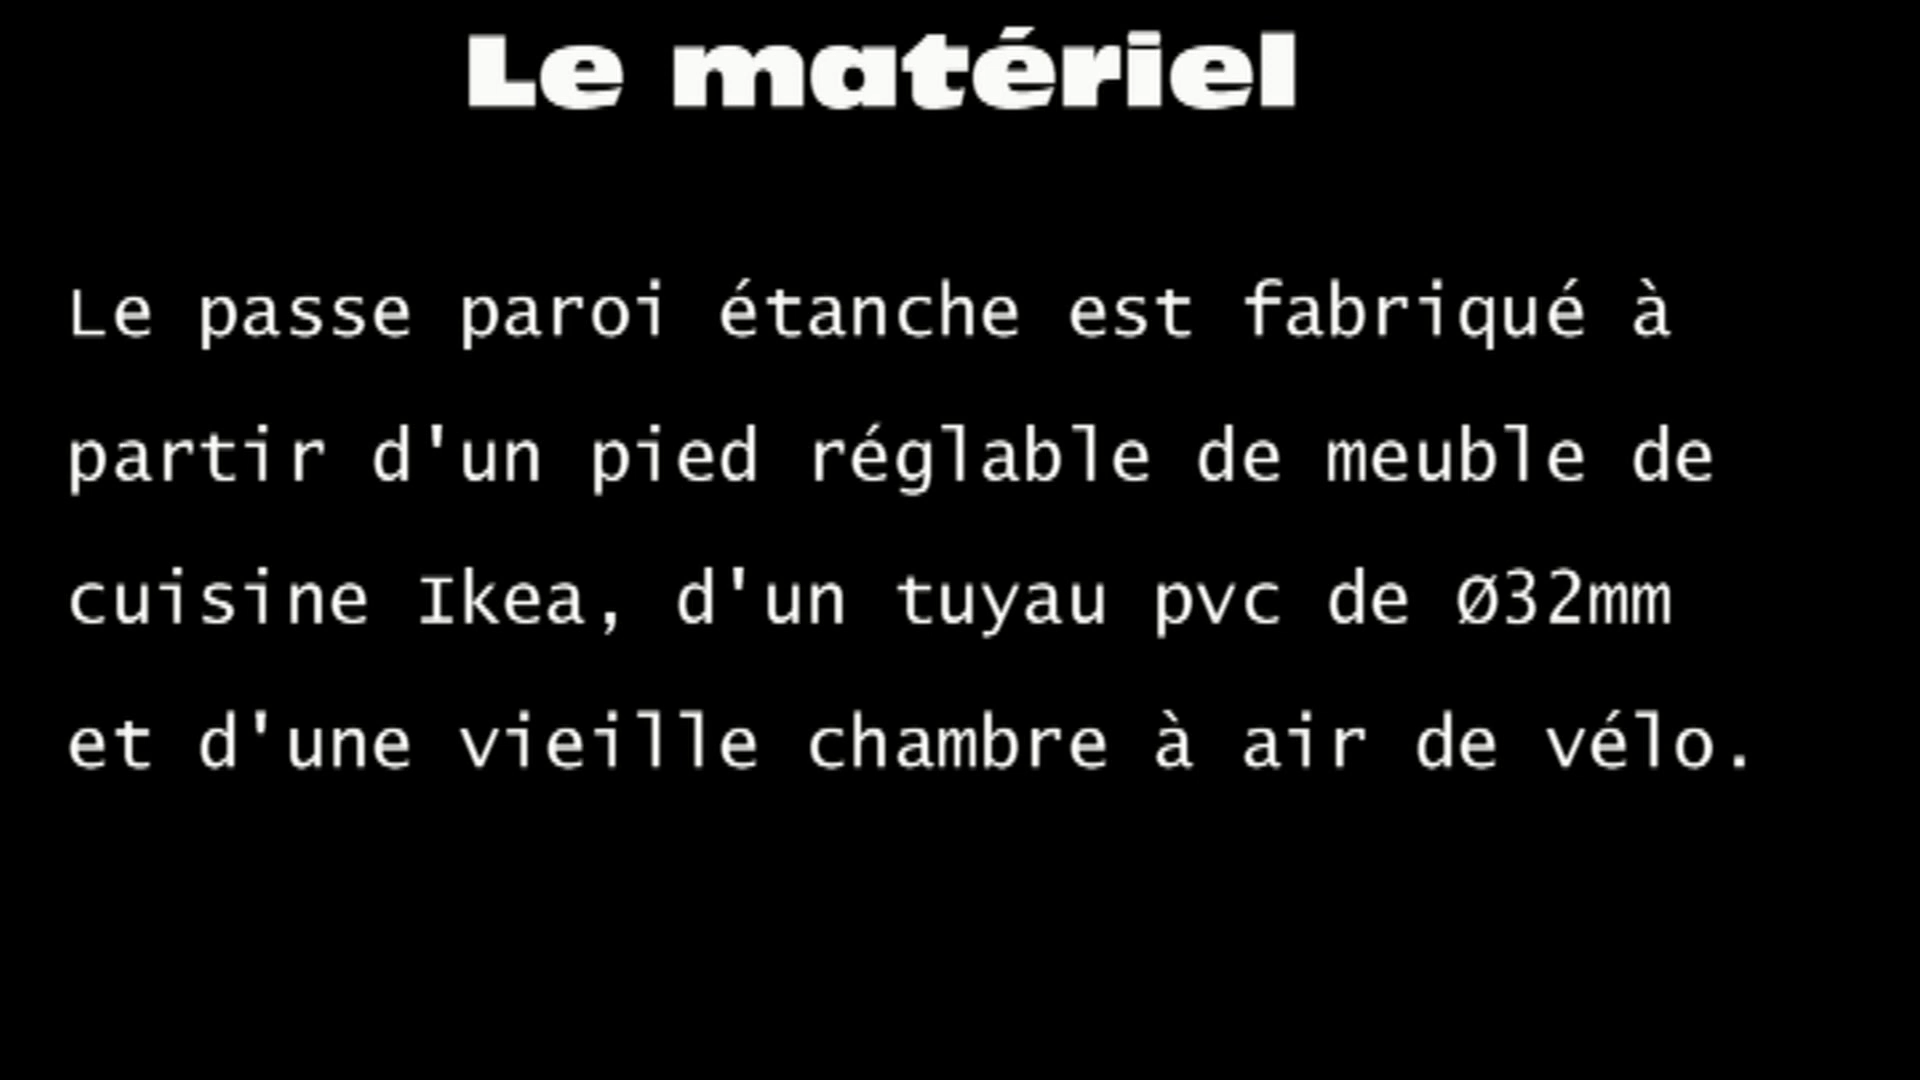 Le matériel
Le passe paroi étanche est fabriqué à
partir d'un pied réglable de meuble de
cuisine Ikea, d'un tuyau pvc de Ø32mm
et d'une vieille chambre à air de vélo.